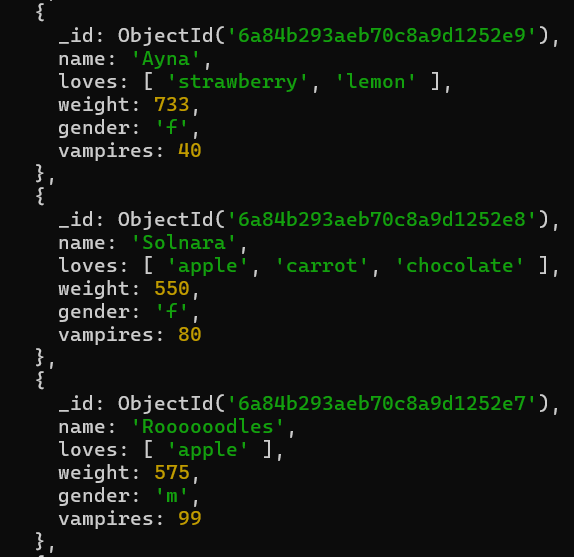 {
_id: ObjectId('6a84b293aeb70c8a9d1252e9'),
name: 'Ayna',
loves: [ 'strawberry', 'lemon' ],
weight: 733,
gender: 'f',
vampires: 40
},
{
_id: ObjectId('6a84b293aeb70c8a9d1252e8'),
name: 'Solnara',
loves: [ 'apple', 'carrot', 'chocolate' ],
weight: 550,
gender: 'f',
vampires: 80
},
{
_id: ObjectId('6a84b293aeb70c8a9d1252e7'),
name: 'Roooooodles',
loves: [ 'apple' ],
weight: 575,
gender: 'm',
vampires: 99
},